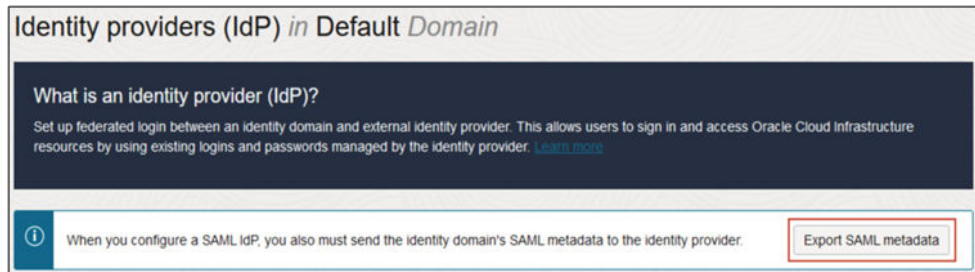 Identity providers (IdP) in Default Domain
What is an identity provider (IdP)?
Set up federated login between an identity domain and external identity provider. This allows users to sign in and access Oracle Cloud Infrastructure
resources by using existing logins and passwords managed by the identity provider. Learn more
When you configure a SAML IdP, you also must send the identity domain's SAML metadata to the identity provider.
Export SAML metadata